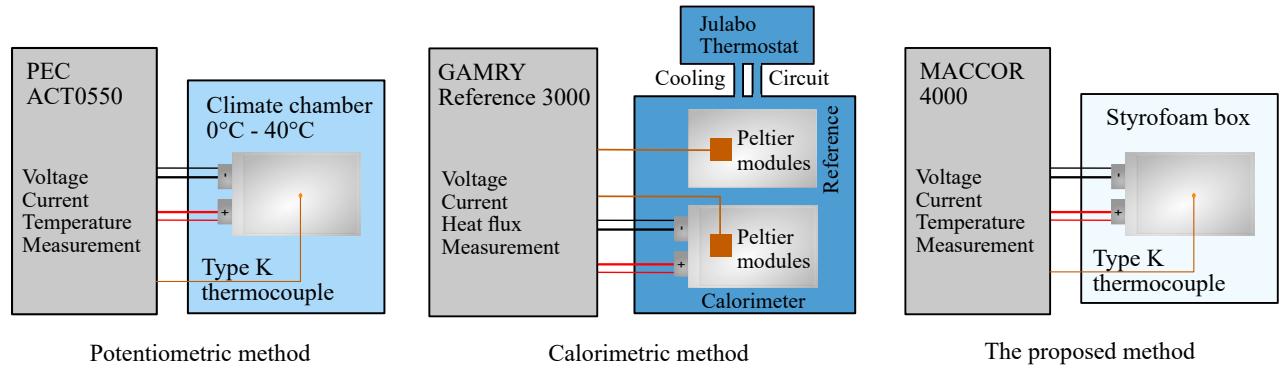 PEC
ACT0550
Voltage
Current
Temperature
Measurement
Climate chamber
0°C - 40°C
-
+
Type K
thermocouple
Potentiometric method
GAMRY
Reference 3000
Voltage
Current
Heat flux
Measurement
Julabo
Thermostat
Cooling
Circuit
Peltier
modules
Reference
-
+
Peltier
modules
Calorimeter
Calorimetric method
MACCOR
4000
Voltage
Current
Temperature
Measurement
Styrofoam box
-
+
Type K
thermocouple
The proposed method